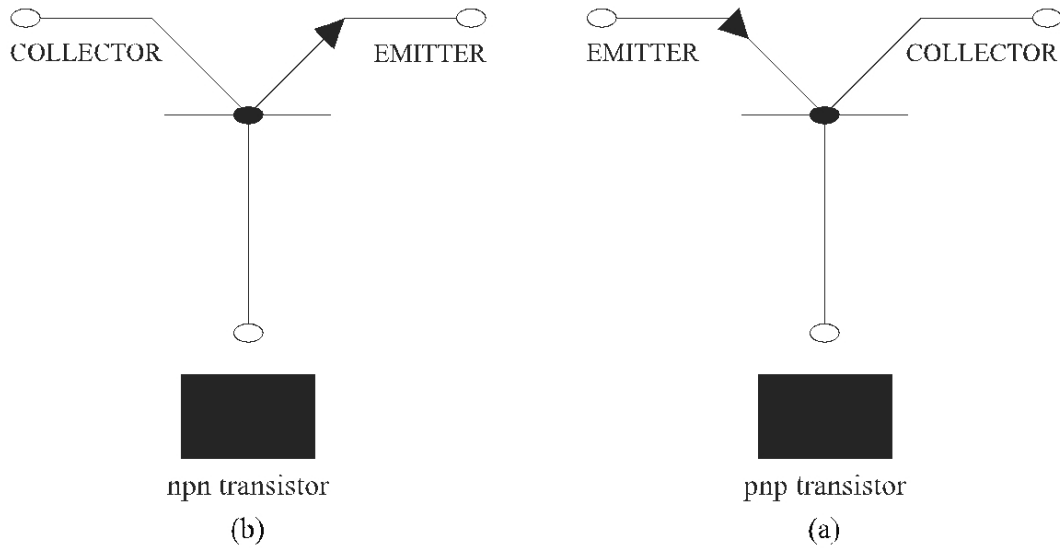 COLLECTOR
EMITTER
npn transistor
(b)
EMITTER
COLLECTOR
pnp transistor
(a)